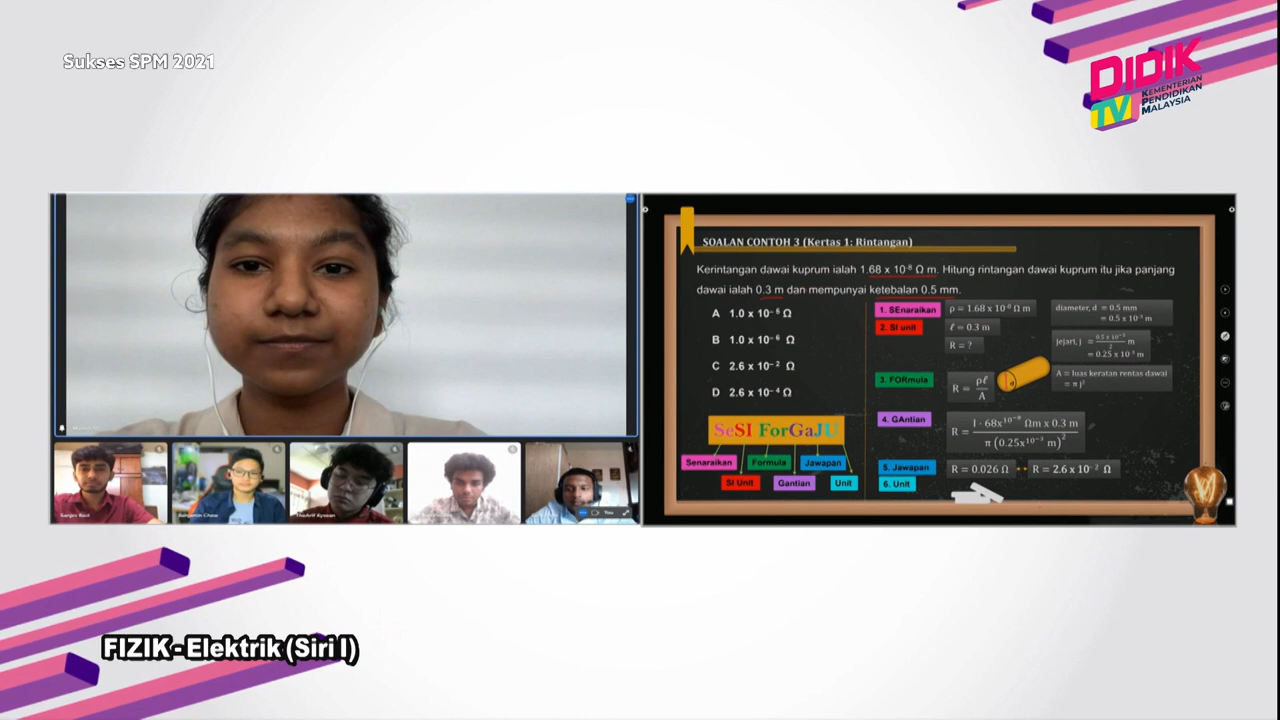 Sukses SPM 2021
DIDIK
TV
KEMENTERIAN
PENDIDIKAN
MALAYSIA
SOALAN CONTOH 3 (Kertas 1: Rintangan)
Kerintangan dawai kuprum ialah 1.68 x 10⁻⁸ Ω m. Hitung rintangan dawai kuprum itu jika panjang
dawai ialah 0.3 m dan mempunyai ketebalan 0.5 mm.
A 1.0 x 10⁻⁵ Ω
B 1.0 x 10⁻⁶ Ω
C 2.6 x 10⁻² Ω
D 2.6 x 10⁻⁴ Ω
SeSI ForGaJU
Senaraikan
Formula
Jawapan
SI Unit
Gantian
Unit
1. SEnaraikan
ρ = 1.68 x 10⁻⁸ Ω m
2. SI unit
ℓ = 0.3 m
R = ?
diameter, d = 0.5 mm
= 0.5 x 10⁻³ m
jejari, j = 0.5 x 10⁻³ / 2 m
= 0.25 x 10⁻³ m
A = luas keratan rentas dawai
= π j²
3. FORmula
R = ρℓ / A
4. GAntian
R = 1.68x10⁻⁸ Ωm x 0.3 m / π (0.25x10⁻³ m)²
5. Jawapan
R = 0.026 Ω
R = 2.6 x 10⁻² Ω
6. Unit
You
FIZIK - Elektrik (Siri I)